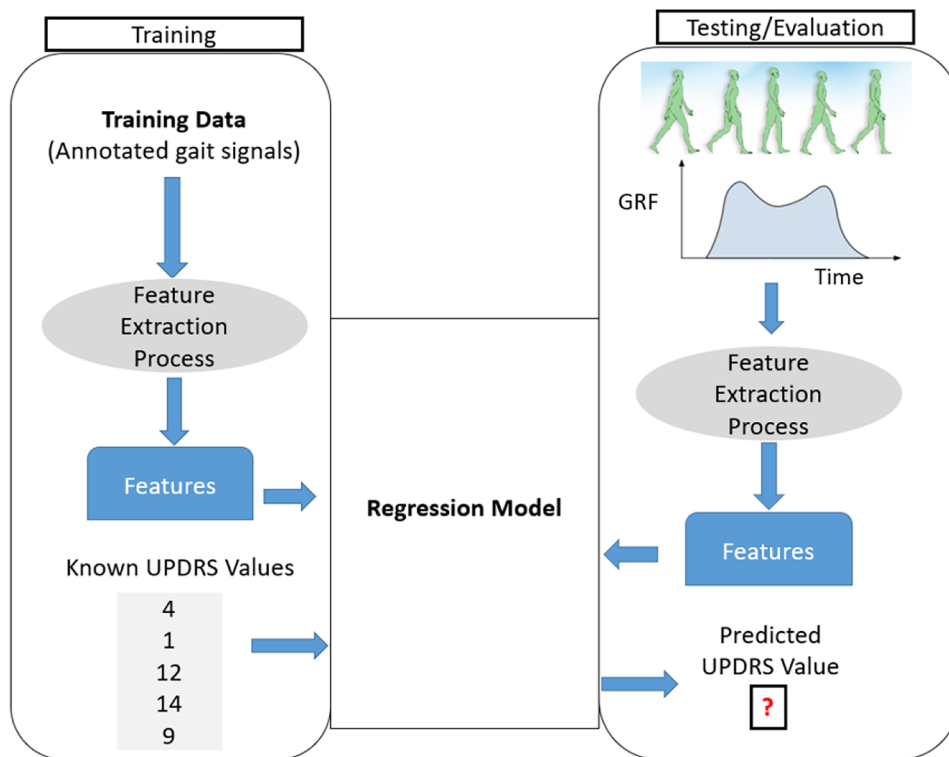 Training
Training Data
(Annotated gait signals)
Feature
Extraction
Process
Features
Known UPDRS Values
4
1
12
14
9
Regression Model
Testing/Evaluation
GRF
Time
Feature
Extraction
Process
Features
Predicted
UPDRS Value
?